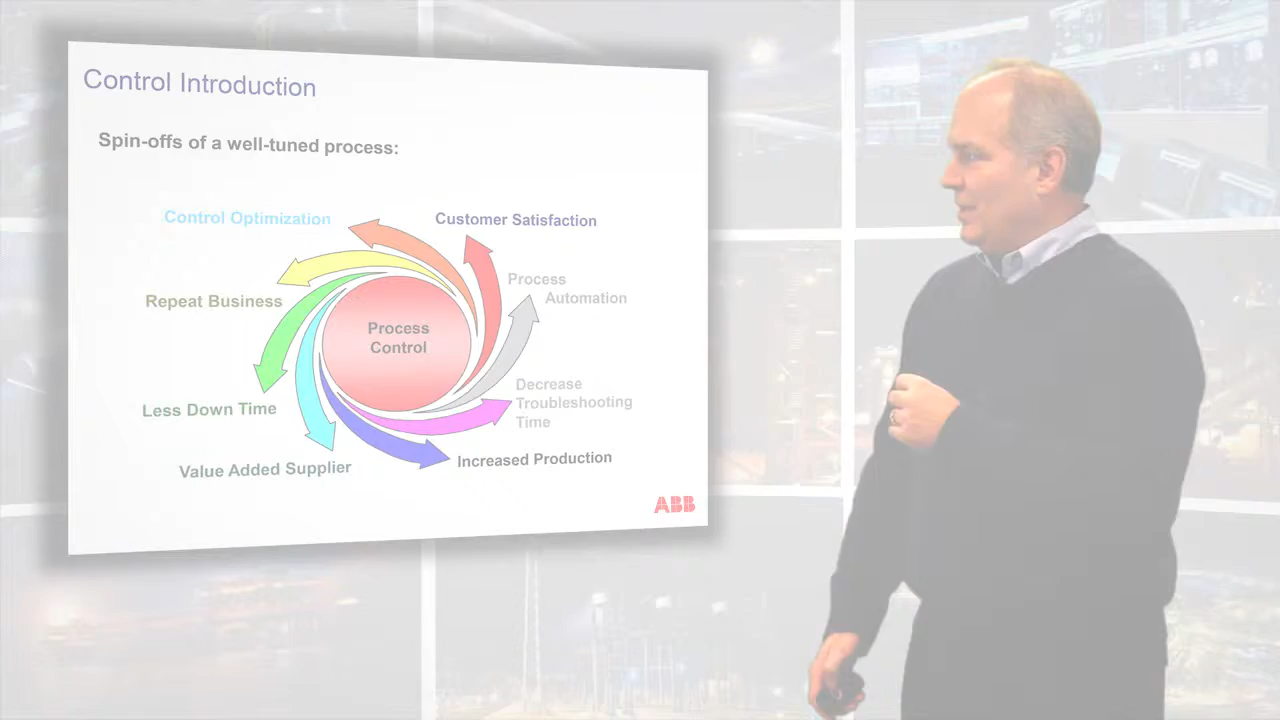 Control Introduction
Spin-offs of a well-tuned process:
Control Optimization
Customer Satisfaction
Process
Automation
Repeat Business
Process
Control
Decrease
Troubleshooting
Time
Less Down Time
Increased Production
Value Added Supplier
ABB